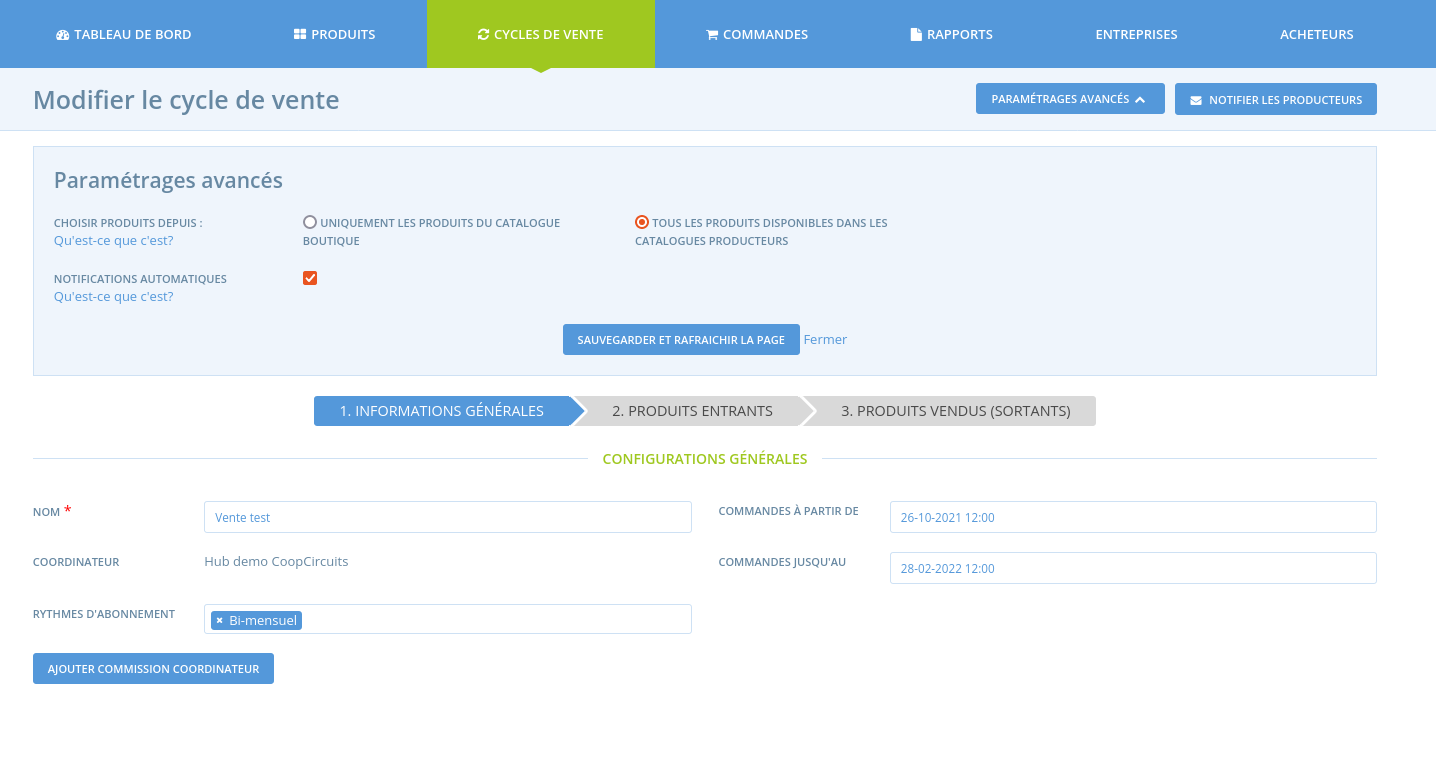 TABLEAU DE BORD PRODUITS CYCLES DE VENTE COMMANDES RAPPORTS ENTREPRISES ACHETEURS
Modifier le cycle de vente
PARAMÉTRAGES AVANCÉS NOTIFIER LES PRODUCTEURS
Paramétrages avancés
CHOISIR PRODUITS DEPUIS :
Qu'est-ce que c'est?
UNIQUEMENT LES PRODUITS DU CATALOGUE
BOUTIQUE
TOUS LES PRODUITS DISPONIBLES DANS LES
CATALOGUES PRODUCTEURS
NOTIFICATIONS AUTOMATIQUES
Qu'est-ce que c'est?
SAUVEGARDER ET RAFRAICHIR LA PAGE Fermer
1. INFORMATIONS GÉNÉRALES 2. PRODUITS ENTRANTS 3. PRODUITS VENDUS (SORTANTS)
CONFIGURATIONS GÉNÉRALES
NOM * Vente test
COMMANDES À PARTIR DE 26-10-2021 12:00
COORDINATEUR Hub demo CoopCircuits
COMMANDES JUSQU'AU 28-02-2022 12:00
RYTHMES D'ABONNEMENT × Bi-mensuel
AJOUTER COMMISSION COORDINATEUR